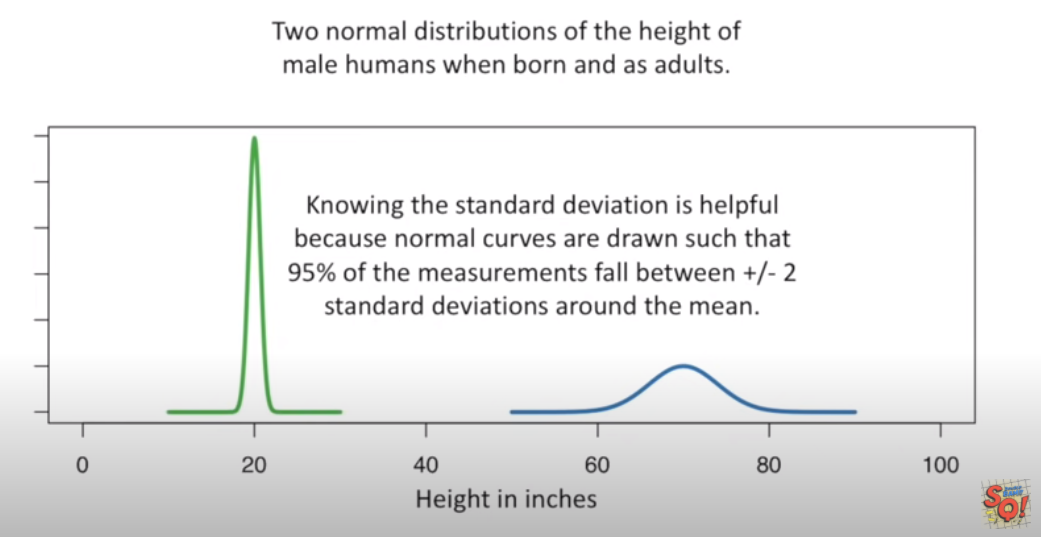 Two normal distributions of the height of
male humans when born and as adults.
Knowing the standard deviation is helpful
because normal curves are drawn such that
95% of the measurements fall between +/- 2
standard deviations around the mean.
0 20 40 60 80 100
Height in inches
SQ!